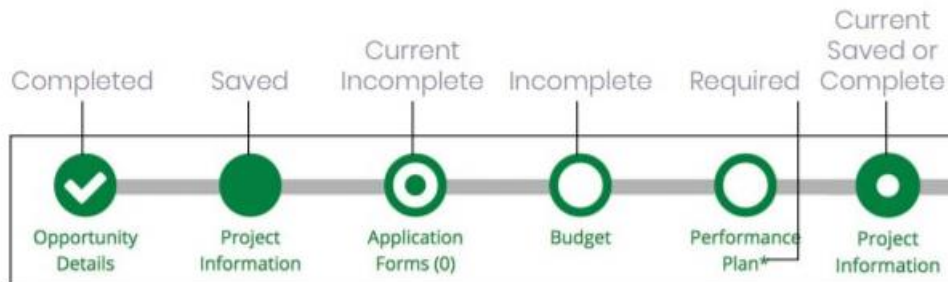 Completed
Saved
Current
Incomplete
Incomplete
Required
Current
Saved or
Complete
Opportunity
Details
Project
Information
Application
Forms (0)
Budget
Performance
Plan*
Project
Information